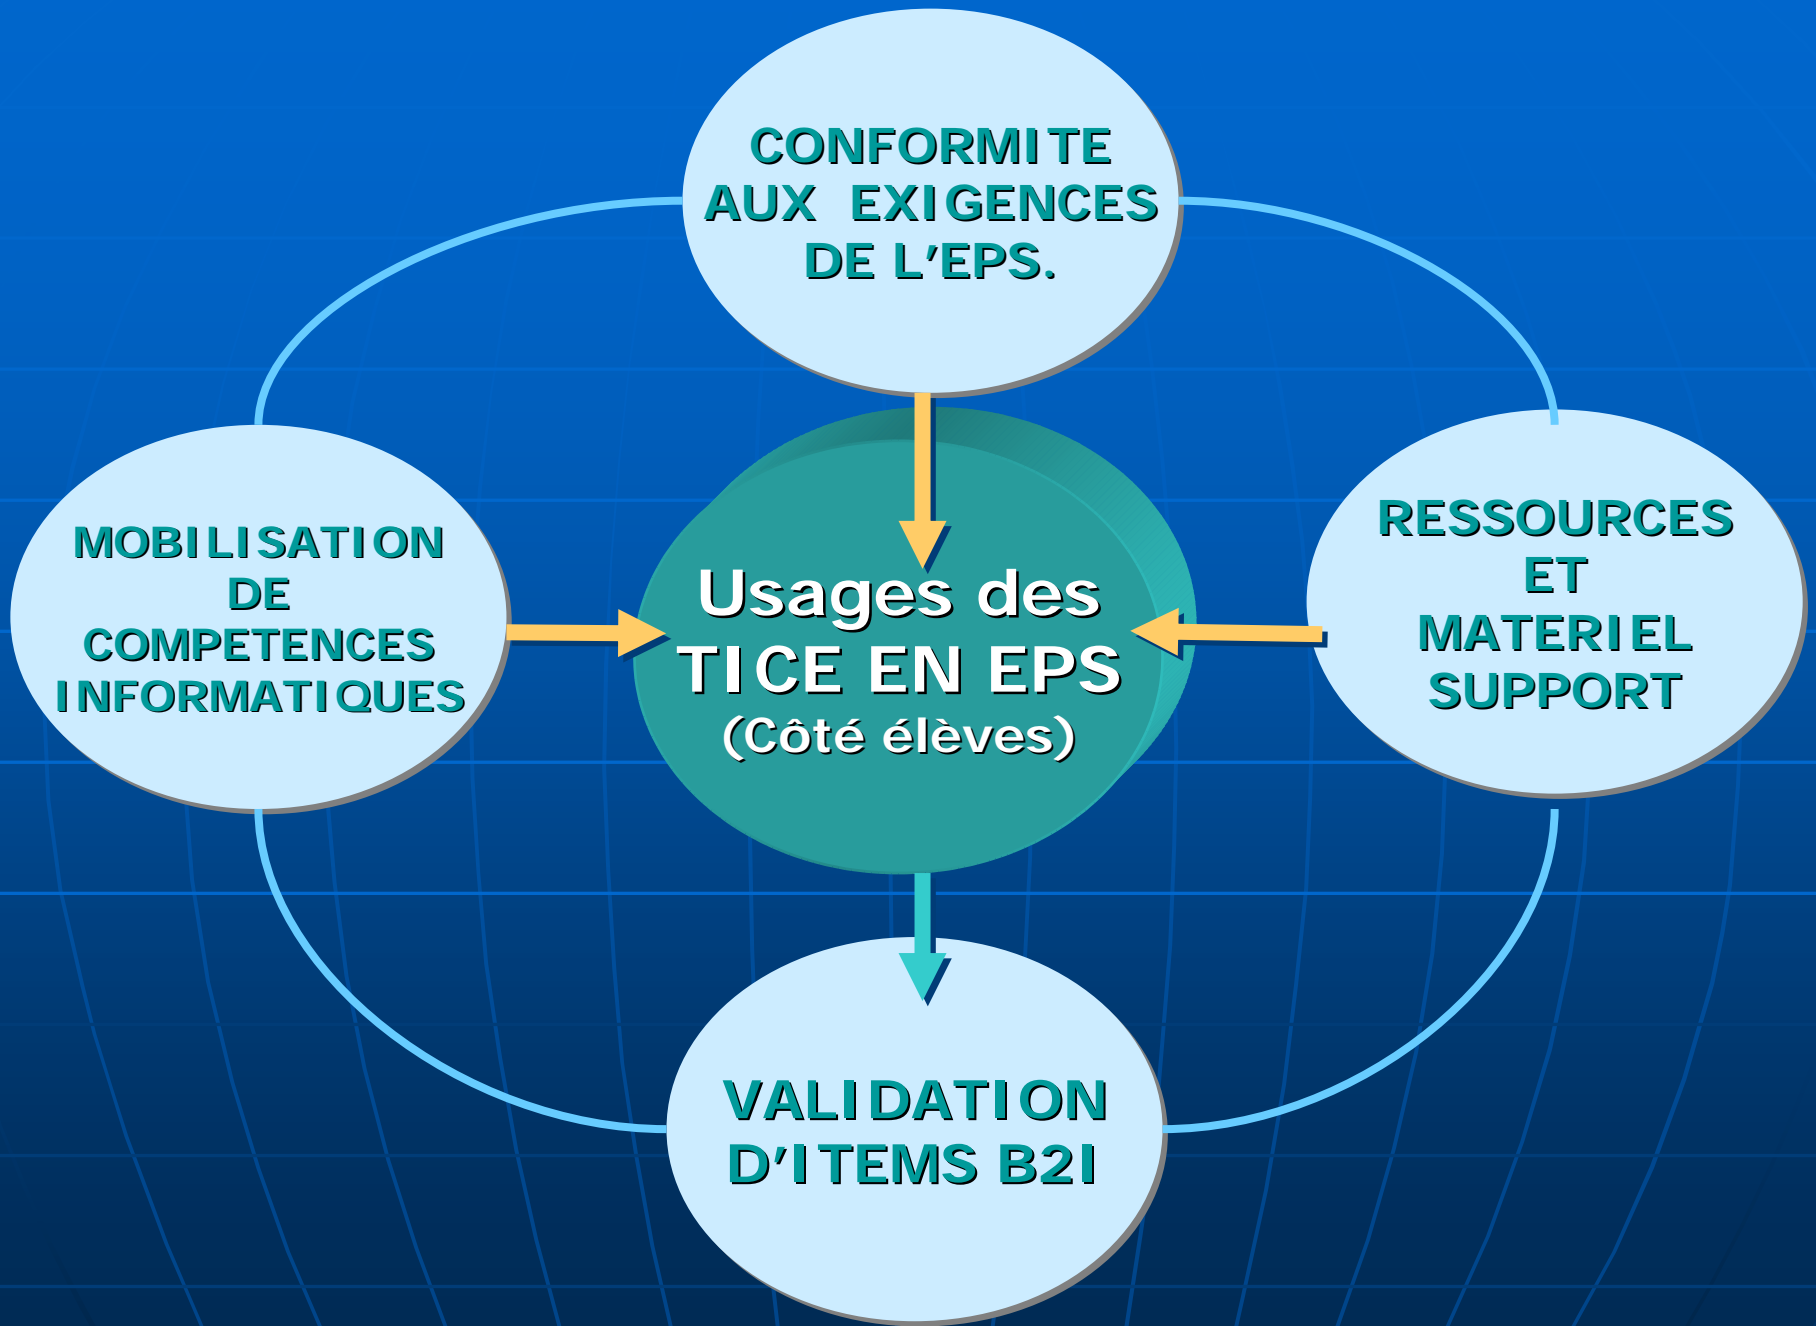 CONFORMITE
AUX EXIGENCES
DE L’EPS.
MOBILISATION
DE
COMPETENCES
INFORMATIQUES
Usages des
TICE EN EPS
(Côté élèves)
RESSOURCES
ET
MATERIEL
SUPPORT
VALIDATION
D’ITEMS B2I